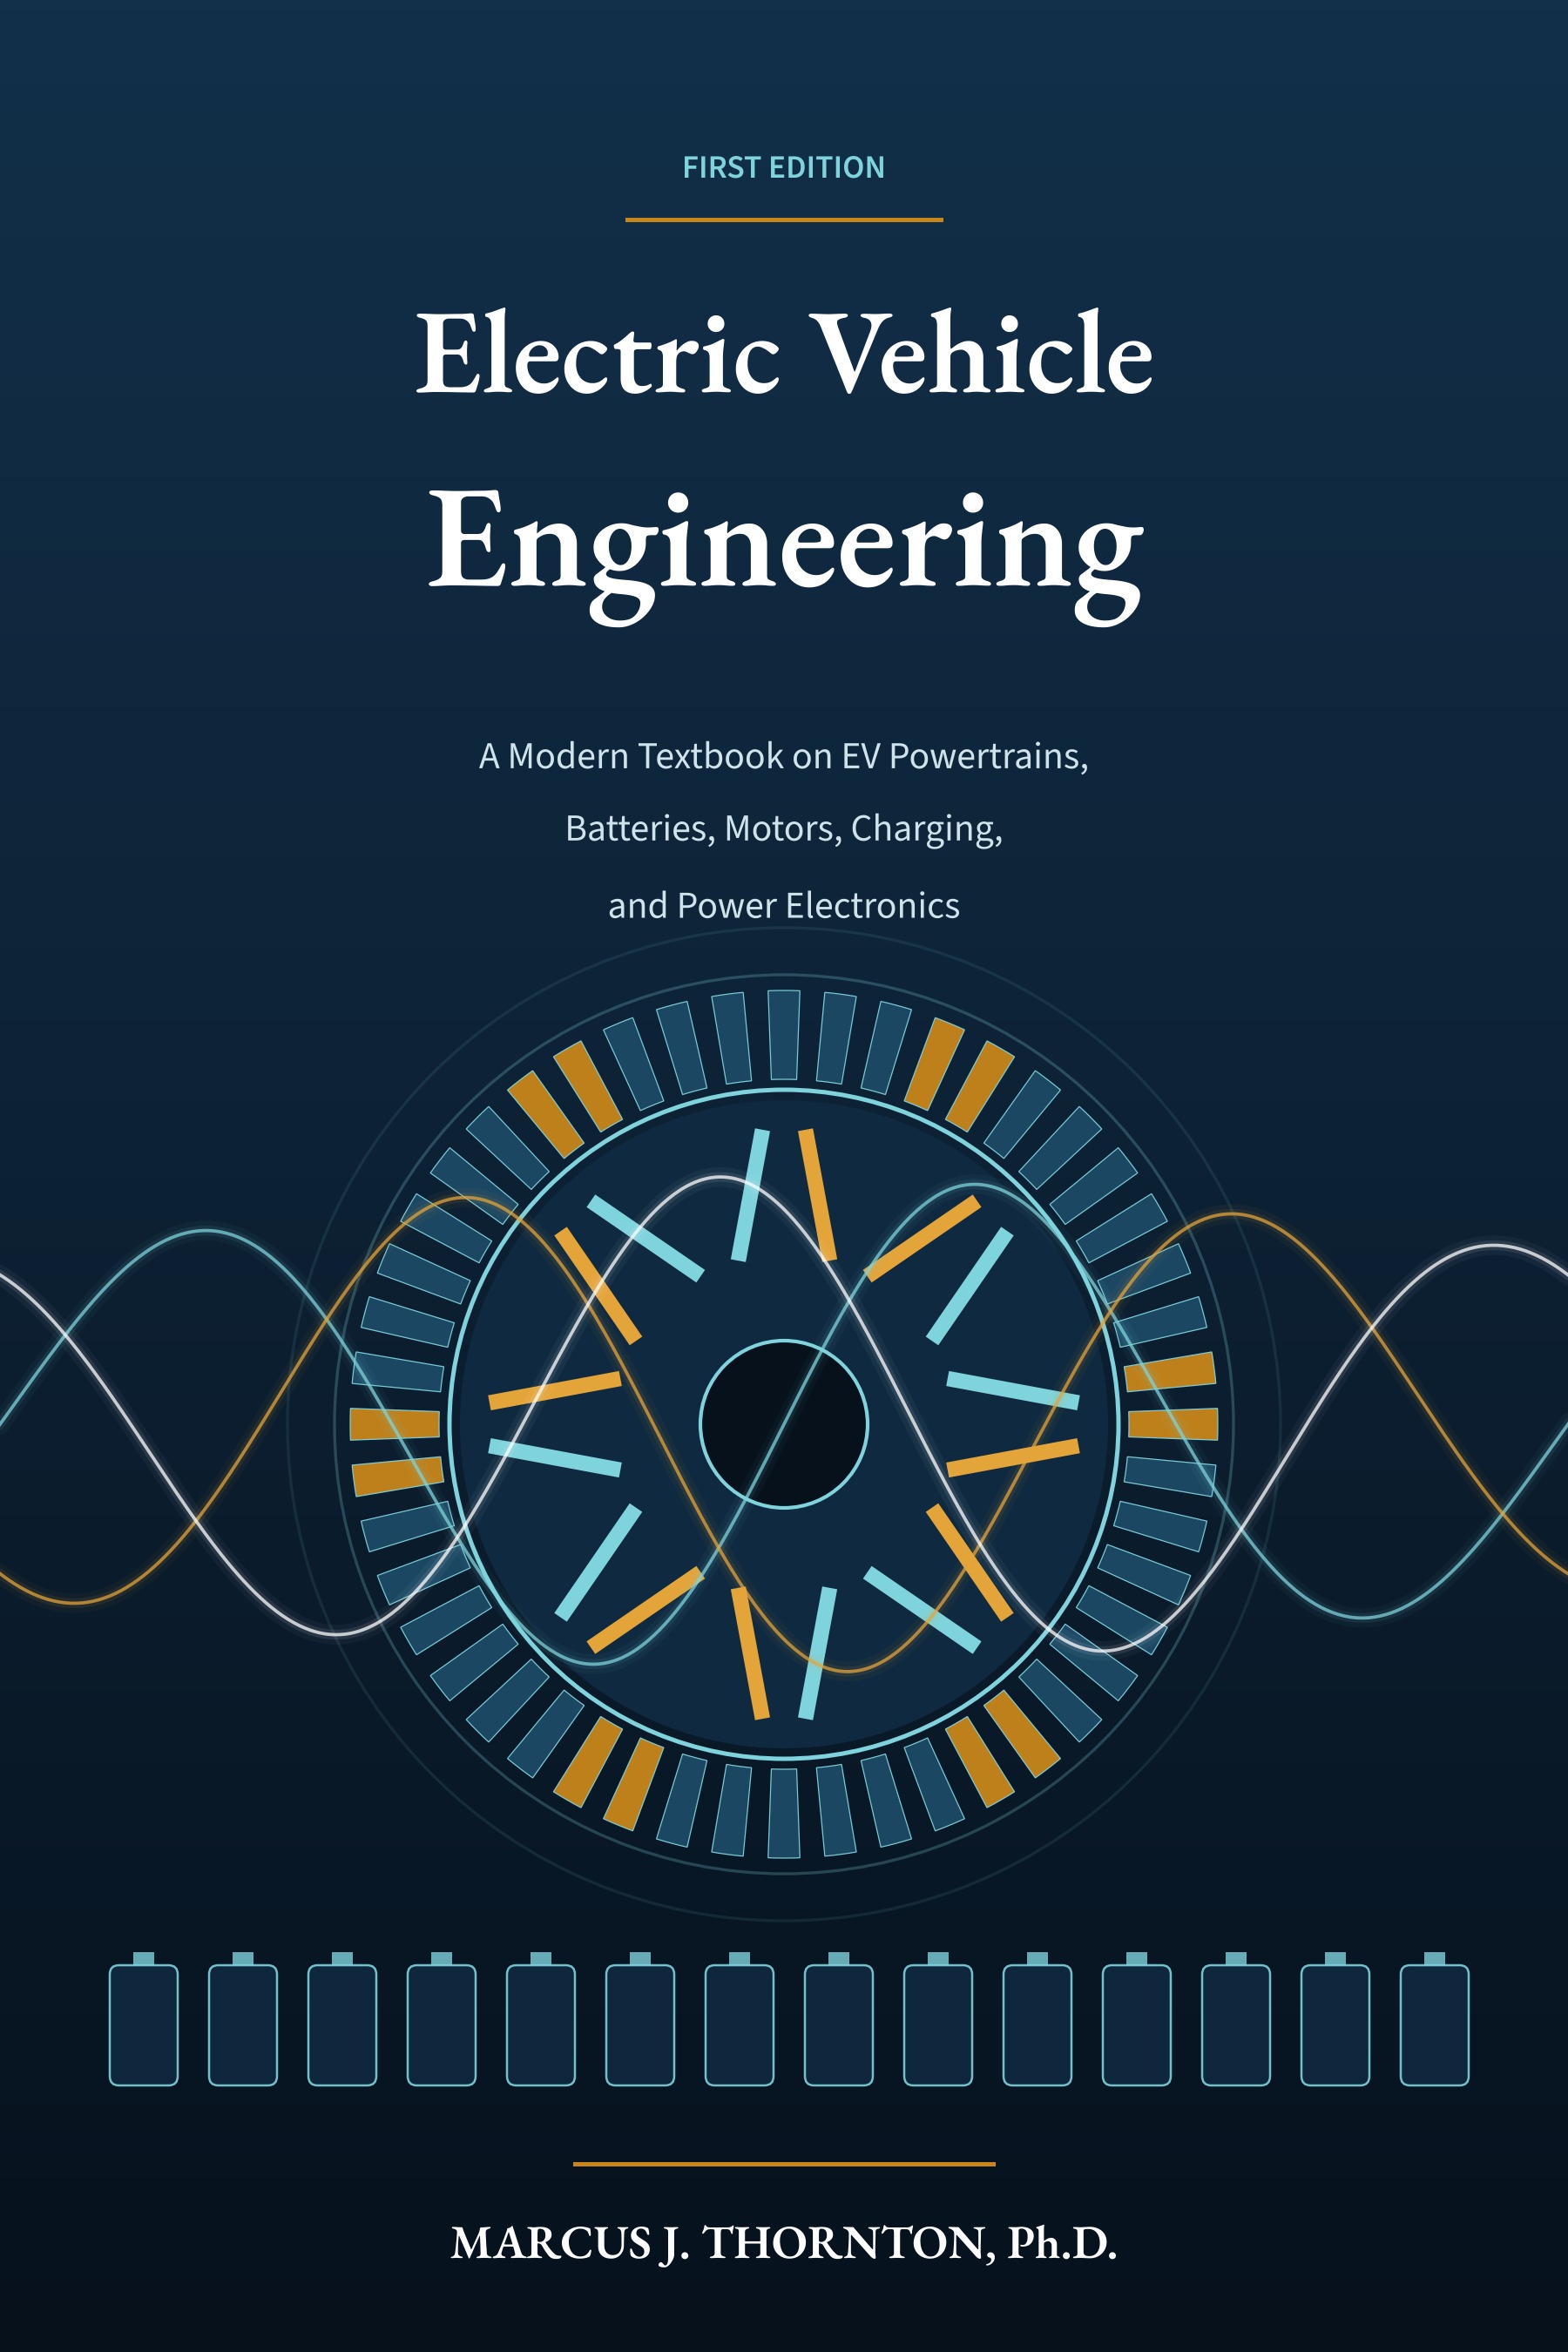 FIRST EDITION
Electric Vehicle
Engineering
A Modern Textbook on EV Powertrains,
Batteries, Motors, Charging,
and Power Electronics
MARCUS J. THORNTON, Ph.D.